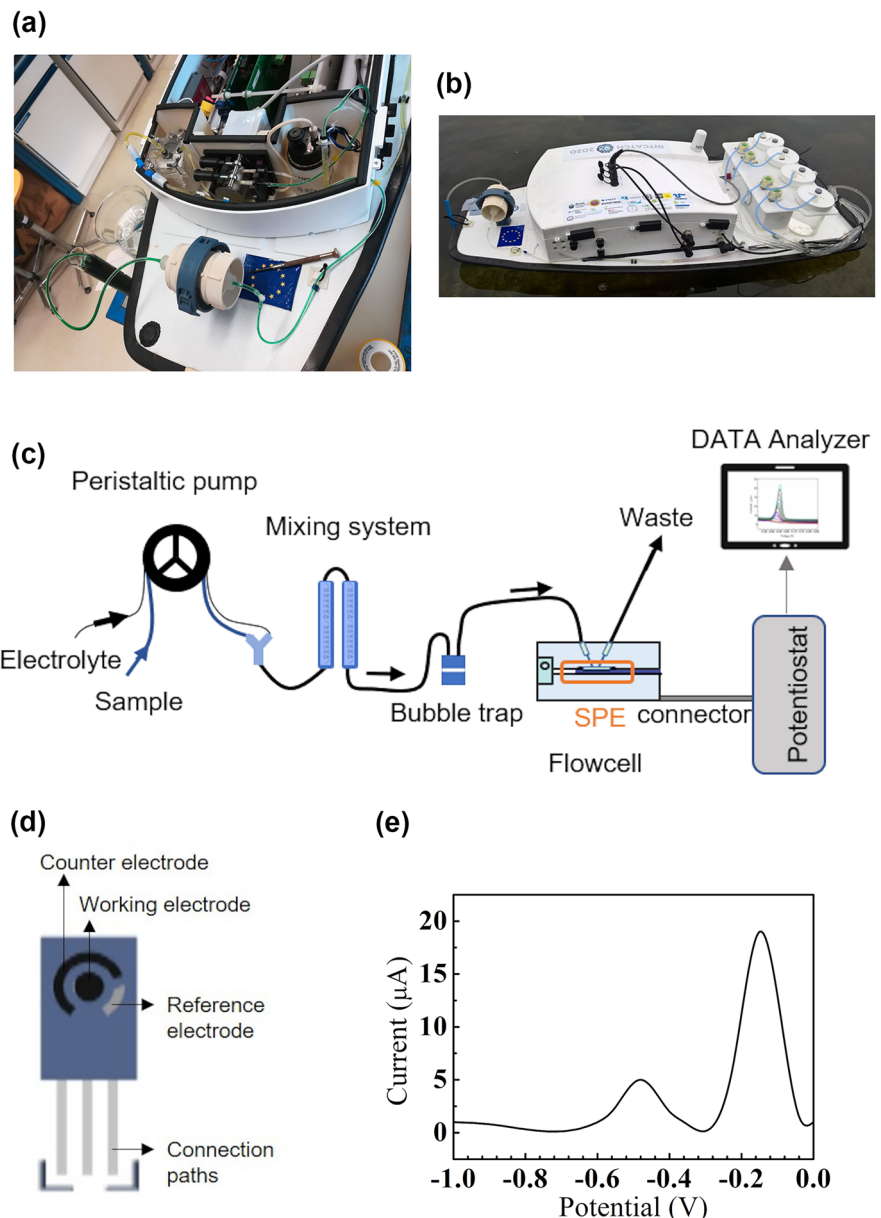 (a)
(b)
INTCATCH 2020
(c)
DATA Analyzer
Peristaltic pump
Mixing system
Waste
Electrolyte
Sample
Bubble trap
SPE connector
Potentiostat
Flowcell
(d)
(e)
Counter electrode
Working electrode
Reference
electrode
Connection
paths
Current (μA)
20
15
10
5
0
-1.0 -0.8 -0.6 -0.4 -0.2 0.0
Potential (V)